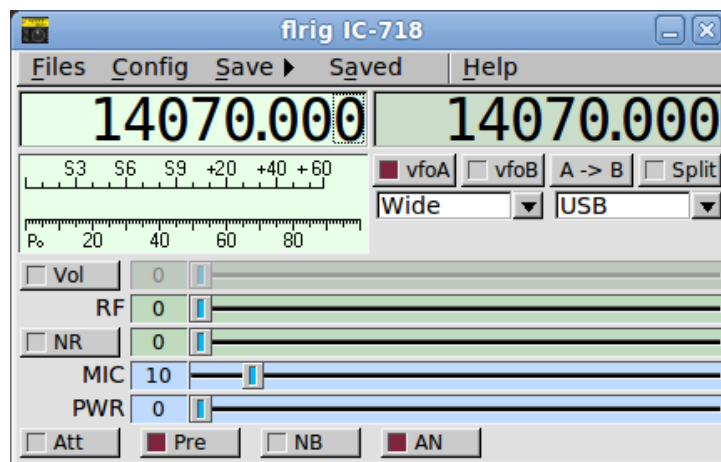 flrig IC-718
Files Config Save Saved Help
14070.000 14070.000
S3 S6 S9 +20 +40 +60
vfoA vfoB A -> B Split
Wide USB
Po 20 40 60 80
Vol 0
RF 0
NR 0
MIC 10
PWR 0
Att Pre NB AN